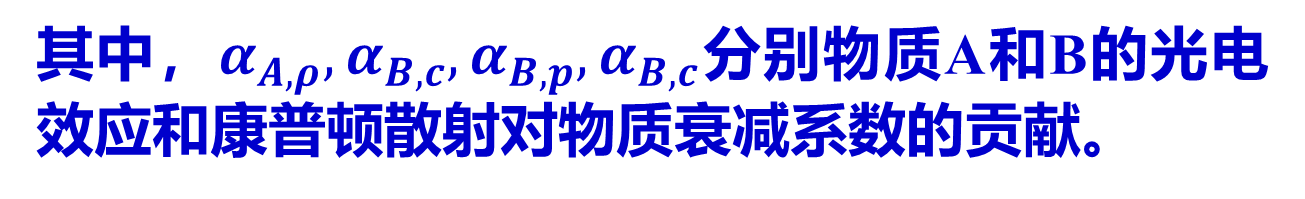 其中，α_{A,ρ}, α_{B,c}, α_{B,p}, α_{B,c}分别物质A和B的光电
效应和康普顿散射对物质衰减系数的贡献。